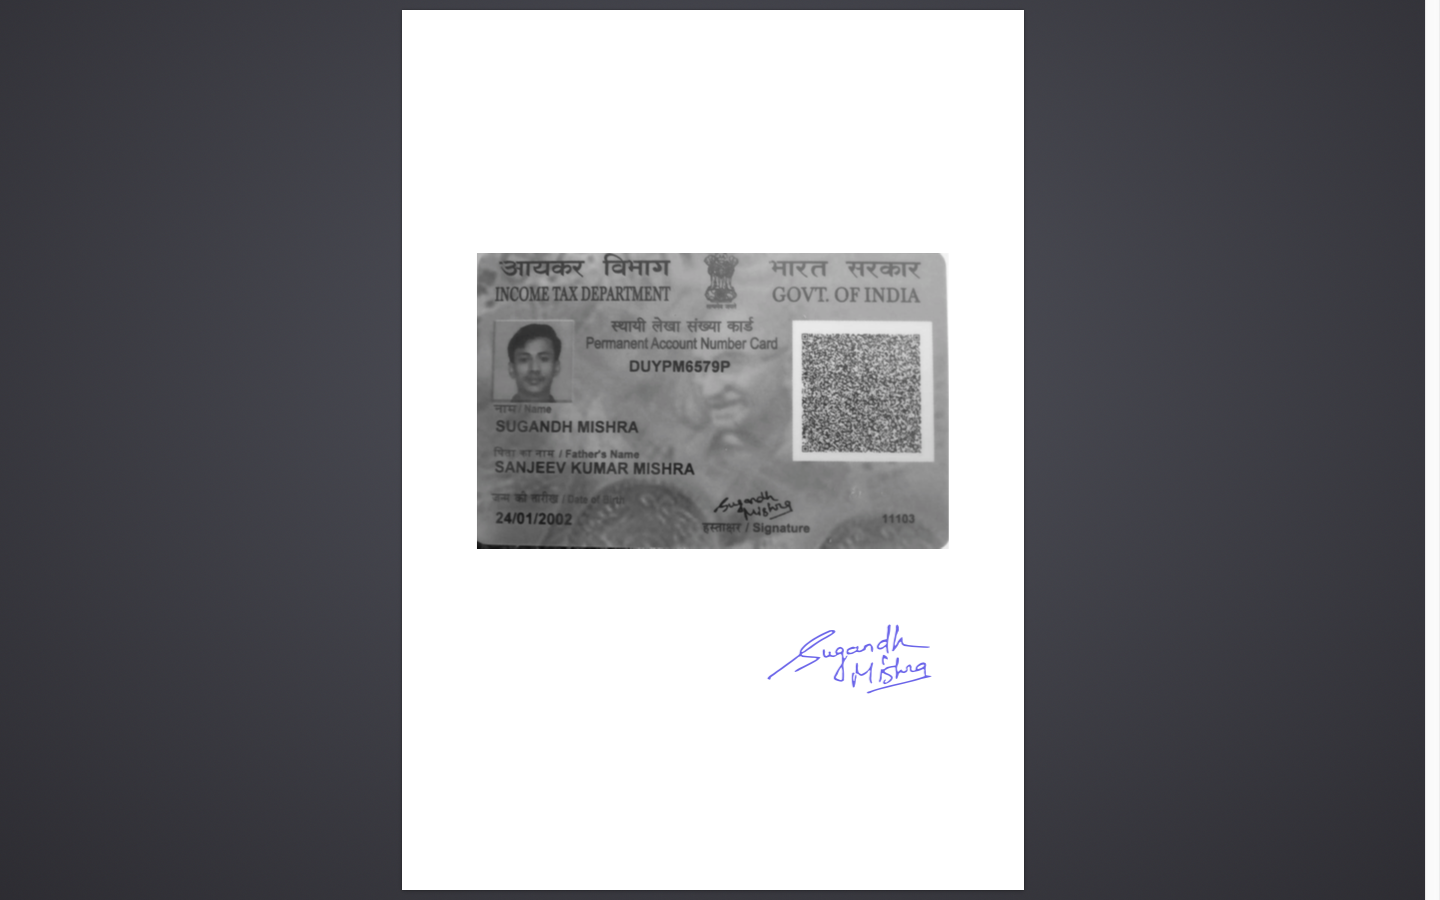 आयकर विभाग
INCOME TAX DEPARTMENT
भारत सरकार
GOVT. OF INDIA
स्थायी लेखा संख्या कार्ड
Permanent Account Number Card
DUYPM6579P
नाम / Name
SUGANDH MISHRA
पिता का नाम / Father's Name
SANJEEV KUMAR MISHRA
जन्म की तारीख / Date of Birth
24/01/2002
Sugandh
Mishra
हस्ताक्षर / Signature
11103
Sugandh
Mishra